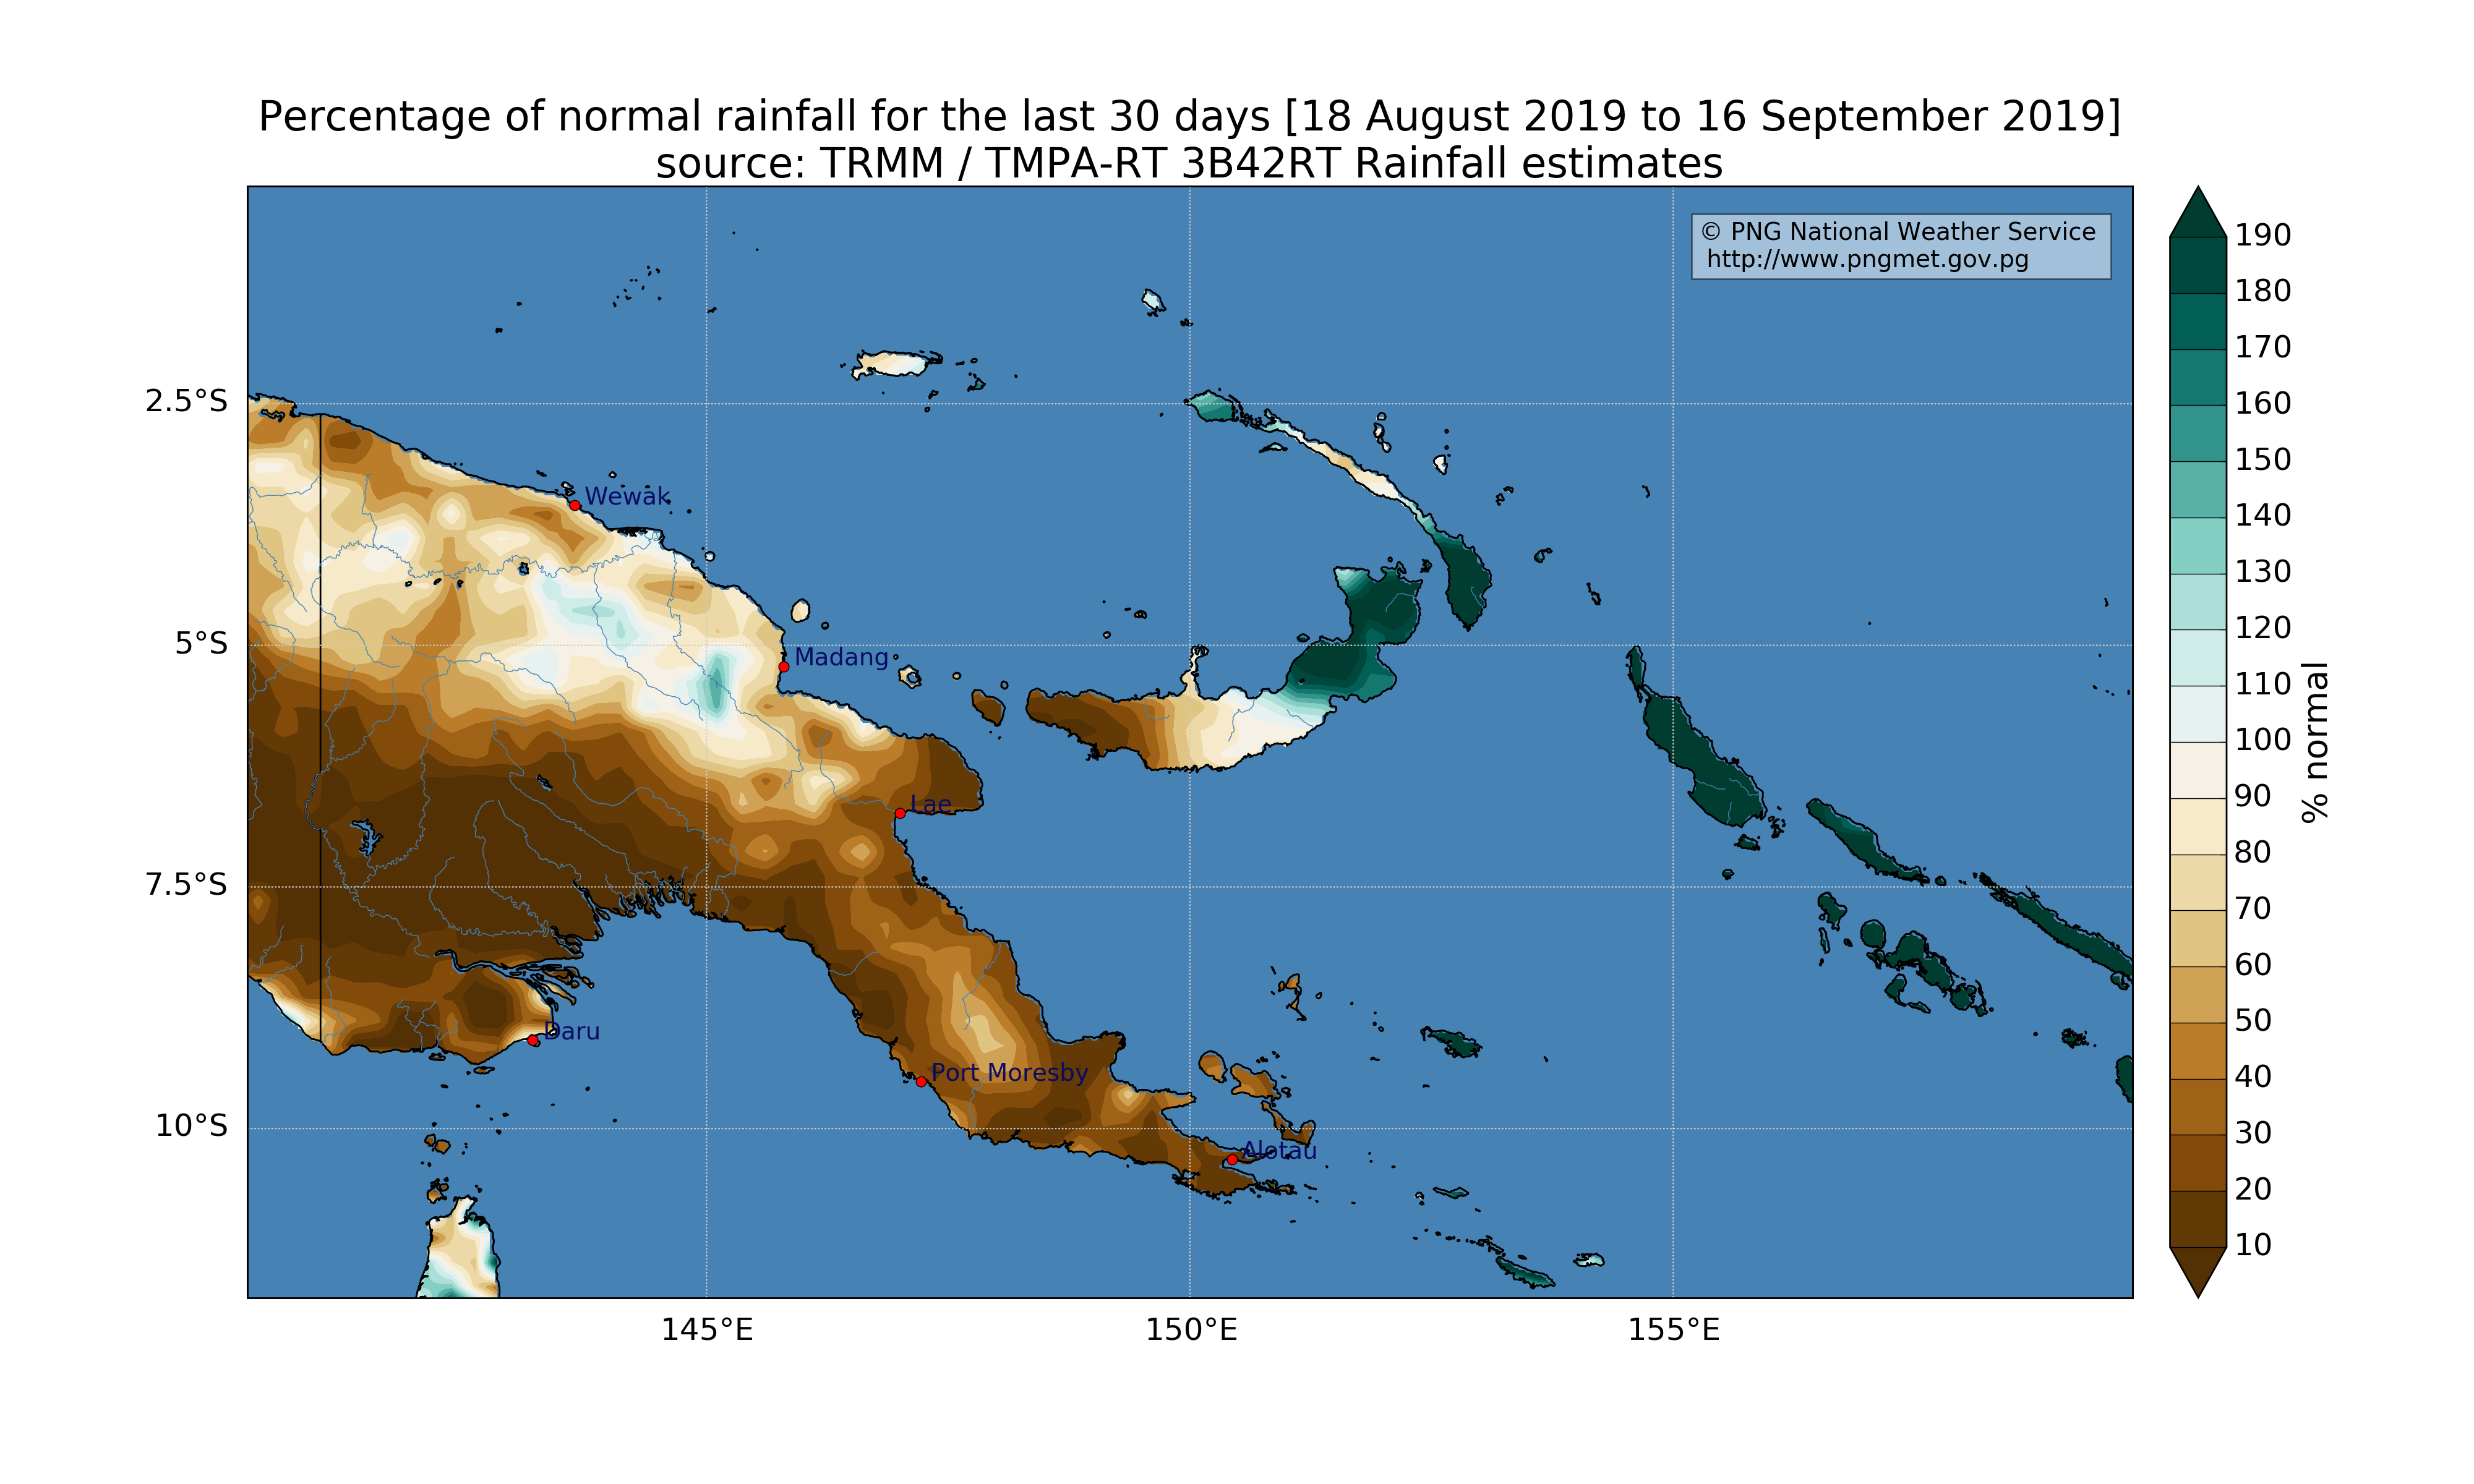 Percentage of normal rainfall for the last 30 days [18 August 2019 to 16 September 2019]
source: TRMM / TMPA-RT 3B42RT Rainfall estimates
© PNG National Weather Service
http://www.pngmet.gov.pg
2.5°S
5°S
7.5°S
10°S
145°E
150°E
155°E
Wewak
Madang
Lae
Daru
Port Moresby
Alotau
190
180
170
160
150
140
130
120
110
100
90
80
70
60
50
40
30
20
10
% normal